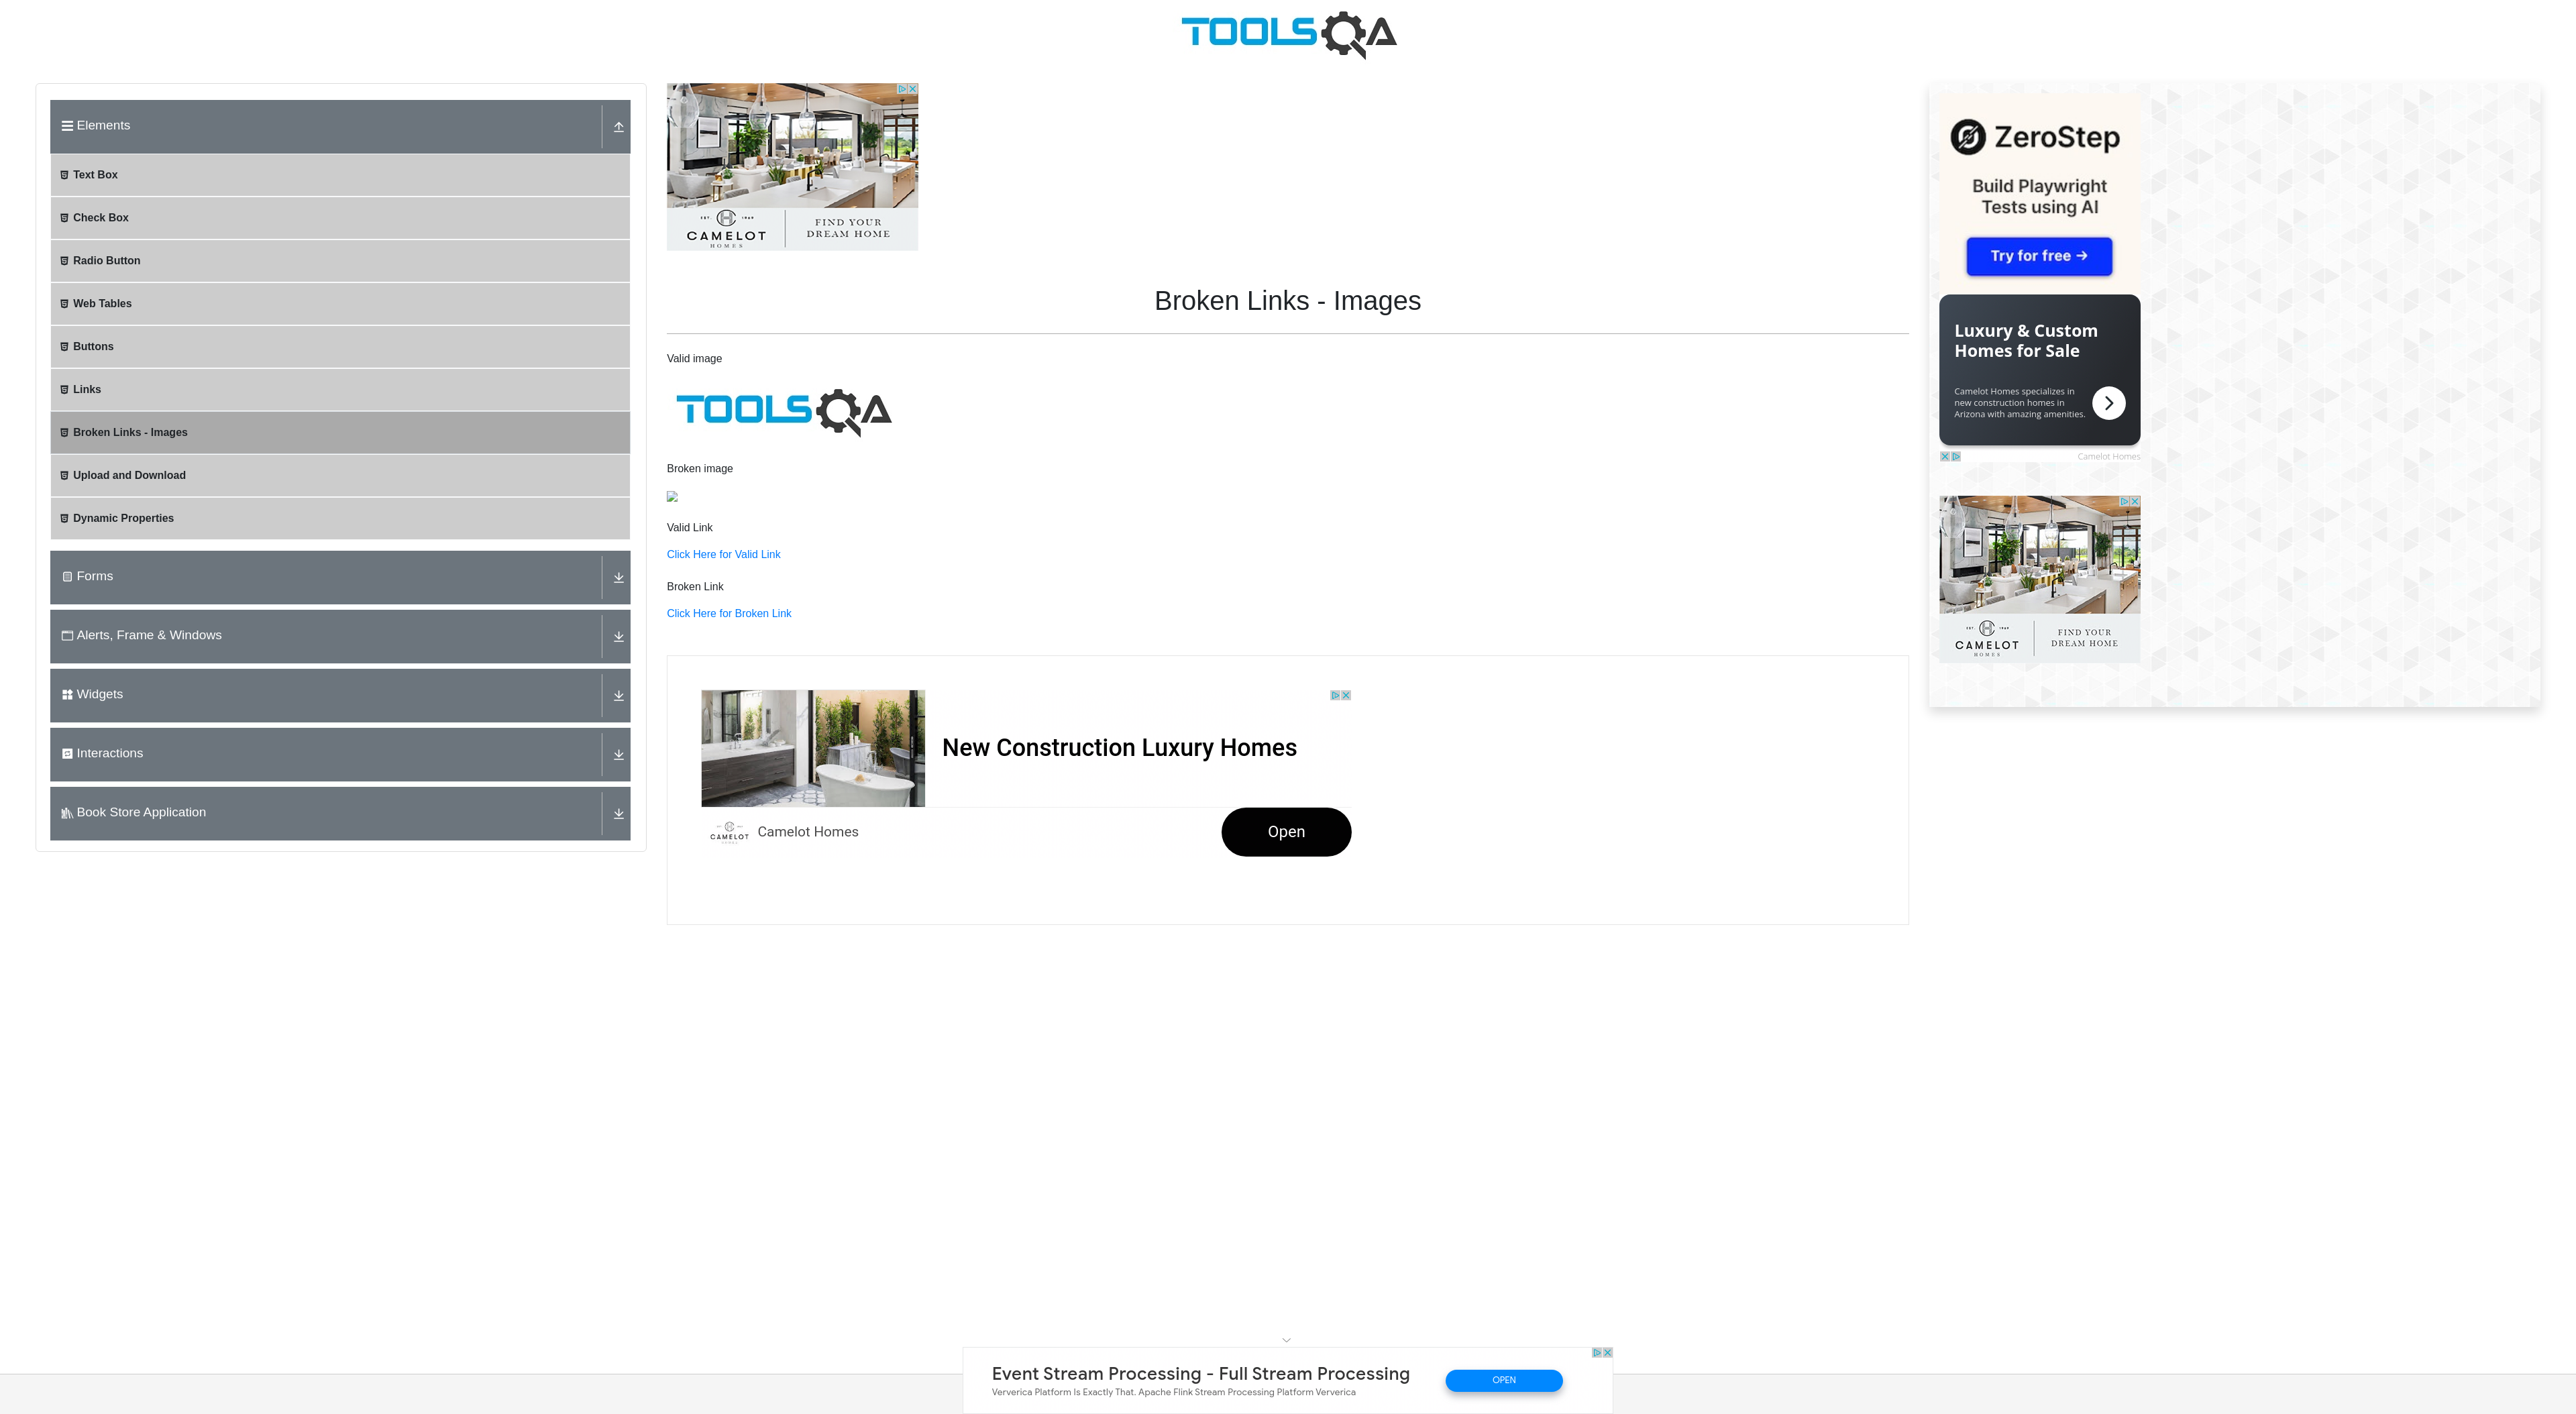 TOOLSQA
Elements
Text Box
Check Box
Radio Button
Web Tables
Buttons
Links
Broken Links - Images
Upload and Download
Dynamic Properties
Forms
Alerts, Frame & Windows
Widgets
Interactions
Book Store Application
EST. 1969
CAMELOT
HOMES
FIND YOUR
DREAM HOME
Broken Links - Images
Valid image
TOOLSQA
Broken image
Valid Link
Click Here for Valid Link
Broken Link
Click Here for Broken Link
New Construction Luxury Homes
CAMELOT
Camelot Homes
Open
ZeroStep
Build Playwright
Tests using AI
Try for free →
Luxury & Custom
Homes for Sale
Camelot Homes specializes in
new construction homes in
Arizona with amazing amenities.
Camelot Homes
EST. 1969
CAMELOT
HOMES
FIND YOUR
DREAM HOME
Event Stream Processing - Full Stream Processing
Ververica Platform Is Exactly That. Apache Flink Stream Processing Platform Ververica
OPEN